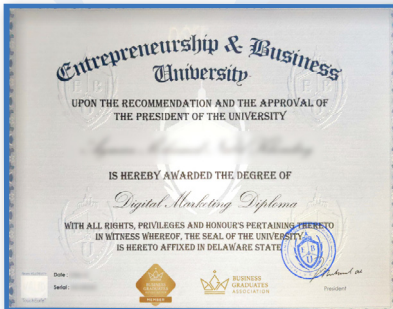 Entrepreneurship & Business
University
UPON THE RECOMMENDATION AND THE APPROVAL OF
THE PRESIDENT OF THE UNIVERSITY
IS HEREBY AWARDED THE DEGREE OF
Digital Marketing Diploma
WITH ALL RIGHTS, PRIVILEGES AND HONOUR'S PERTAINING THERETO
IN WITNESS WHEREOF, THE SEAL OF THE UNIVERSITY
IS HERETO AFFIXED IN DELAWARE STATE
Date :
Serial :
BUSINESS
GRADUATES
ASSOCIATION
MEMBER
President